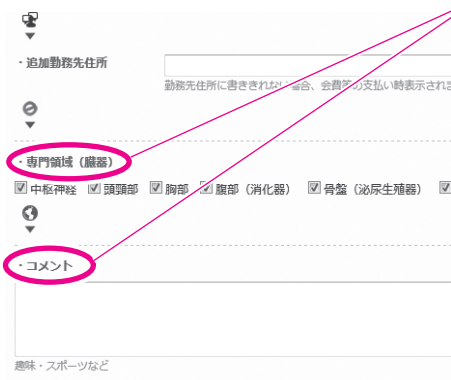 ・追加勤務先住所
勤務先住所に書ききれない場合、会費等の支払い時表示されま
・専門領域（臓器）
中枢神経 頭頸部 胸部 腹部（消化器） 骨盤（泌尿生殖器）
・コメント
趣味・スポーツなど